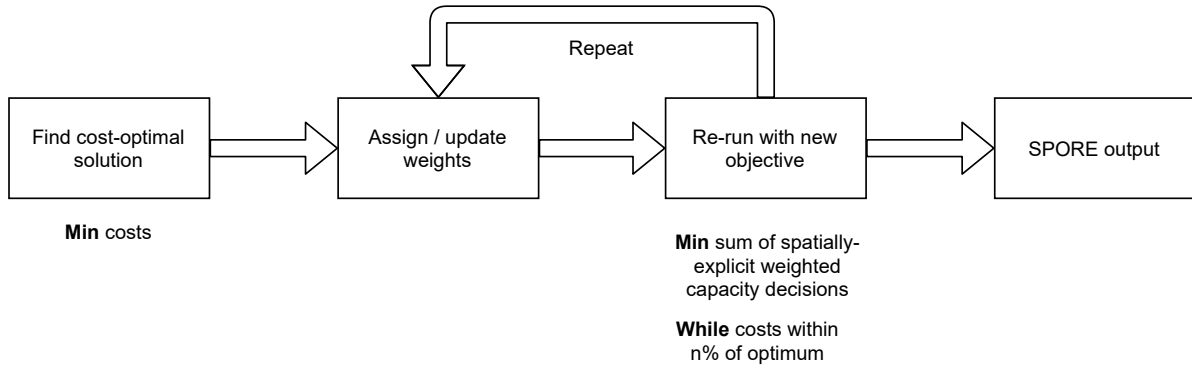 Repeat
Find cost-optimal
solution
Assign / update
weights
Re-run with new
objective
SPORE output
Min costs
Min sum of spatially-
explicit weighted
capacity decisions
While costs within
n% of optimum